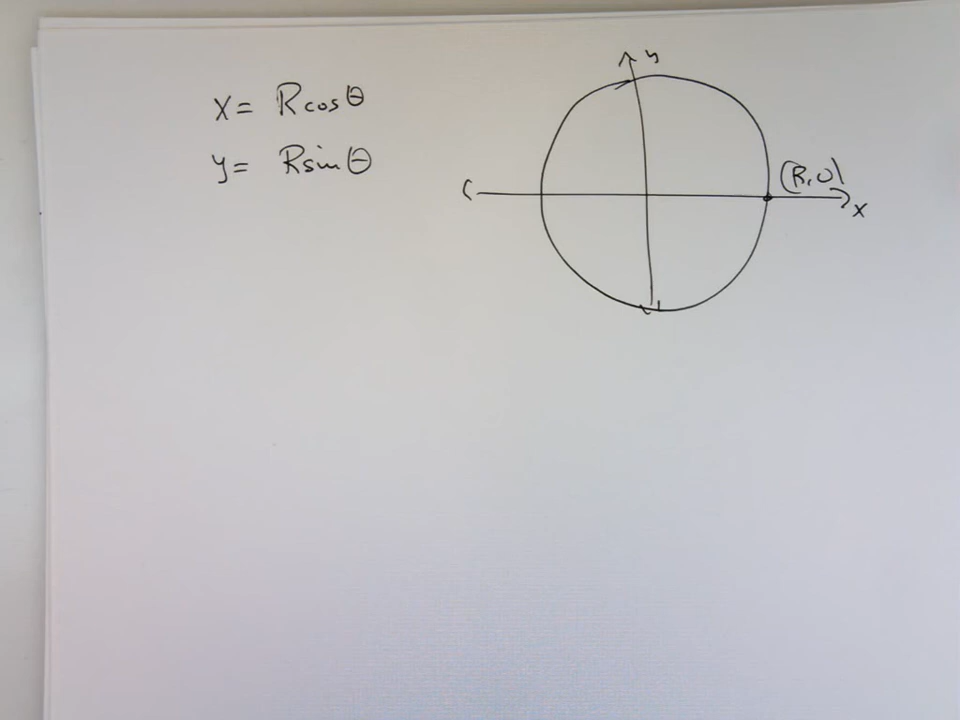 x = R cos θ
y = R sin θ
y
(R, 0)
x